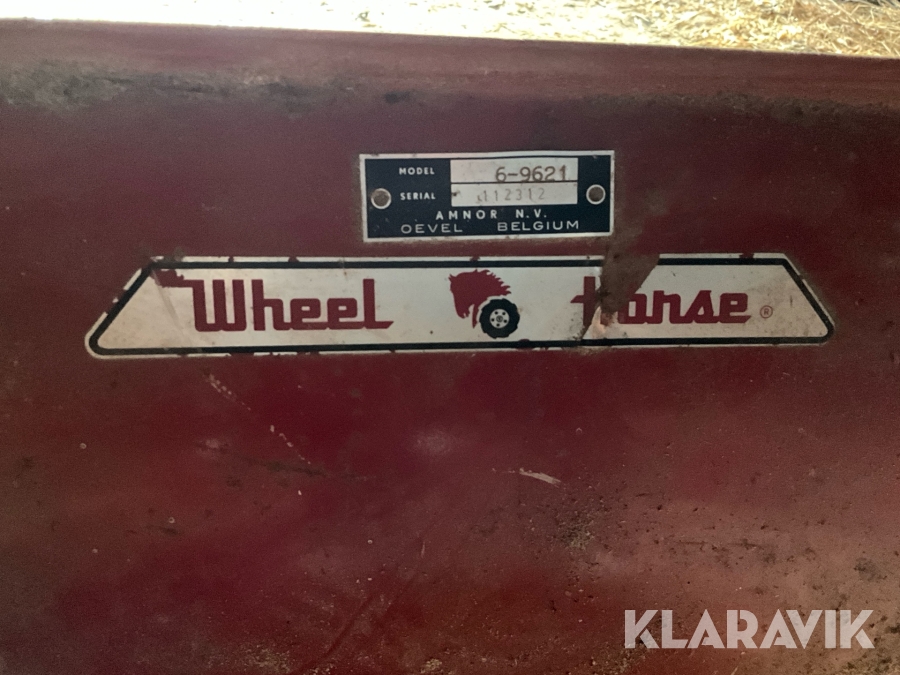 MODEL 6-9621
SERIAL 112312
AMNOR N.V.
OEVEL BELGIUM
Wheel Horse ®
KLARAVIK